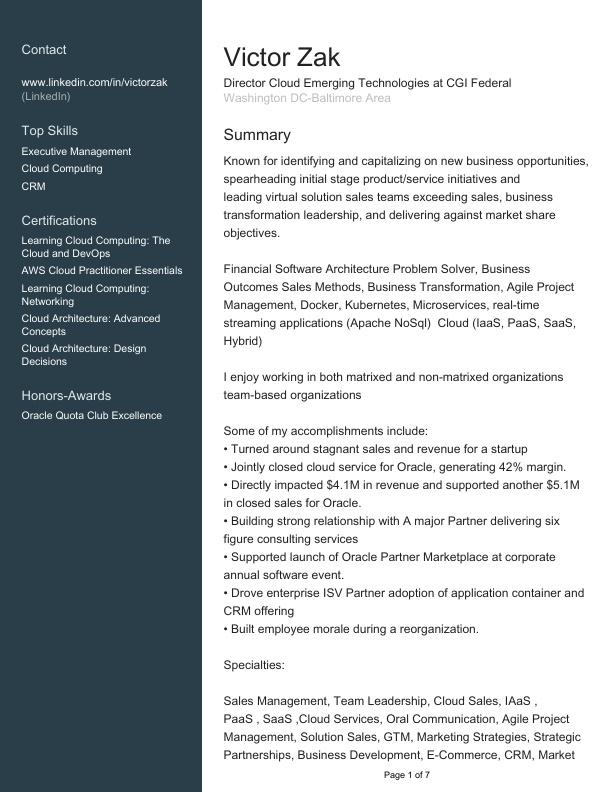 Contact
www.linkedin.com/in/victorzak
(LinkedIn)
Top Skills
Executive Management
Cloud Computing
CRM
Certifications
Learning Cloud Computing: The
Cloud and DevOps
AWS Cloud Practitioner Essentials
Learning Cloud Computing:
Networking
Cloud Architecture: Advanced
Concepts
Cloud Architecture: Design
Decisions
Honors-Awards
Oracle Quota Club Excellence
Victor Zak
Director Cloud Emerging Technologies at CGI Federal
Washington DC-Baltimore Area
Summary
Known for identifying and capitalizing on new business opportunities,
spearheading initial stage product/service initiatives and
leading virtual solution sales teams exceeding sales, business
transformation leadership, and delivering against market share
objectives.
Financial Software Architecture Problem Solver, Business
Outcomes Sales Methods, Business Transformation, Agile Project
Management, Docker, Kubernetes, Microservices, real-time
streaming applications (Apache NoSql)  Cloud (IaaS, PaaS, SaaS,
Hybrid)
I enjoy working in both matrixed and non-matrixed organizations
team-based organizations
Some of my accomplishments include:
• Turned around stagnant sales and revenue for a startup
• Jointly closed cloud service for Oracle, generating 42% margin.
• Directly impacted $4.1M in revenue and supported another $5.1M
in closed sales for Oracle.
• Building strong relationship with A major Partner delivering six
figure consulting services
• Supported launch of Oracle Partner Marketplace at corporate
annual software event.
• Drove enterprise ISV Partner adoption of application container and
CRM offering
• Built employee morale during a reorganization.
Specialties:
Sales Management, Team Leadership, Cloud Sales, IAaS ,
PaaS , SaaS ,Cloud Services, Oral Communication, Agile Project
Management, Solution Sales, GTM, Marketing Strategies, Strategic
Partnerships, Business Development, E-Commerce, CRM, Market
Page 1 of 7